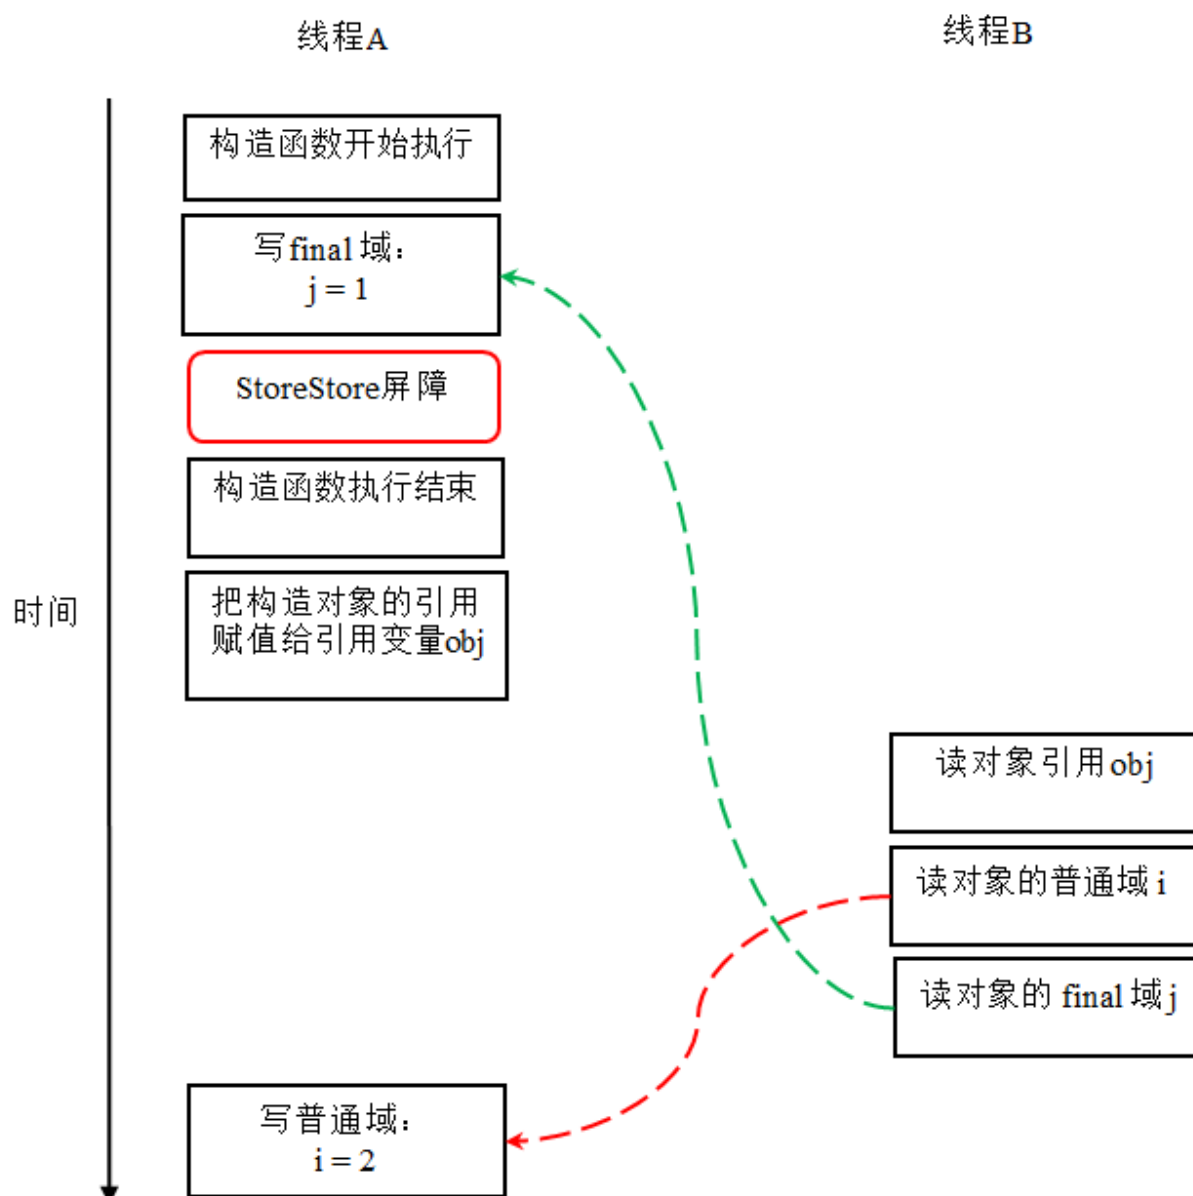 线程A
线程B
构造函数开始执行
写final域：
j = 1
StoreStore屏障
构造函数执行结束
时间
把构造对象的引用
赋值给引用变量obj
读对象引用obj
读对象的普通域 i
读对象的 final 域 j
写普通域：
i = 2